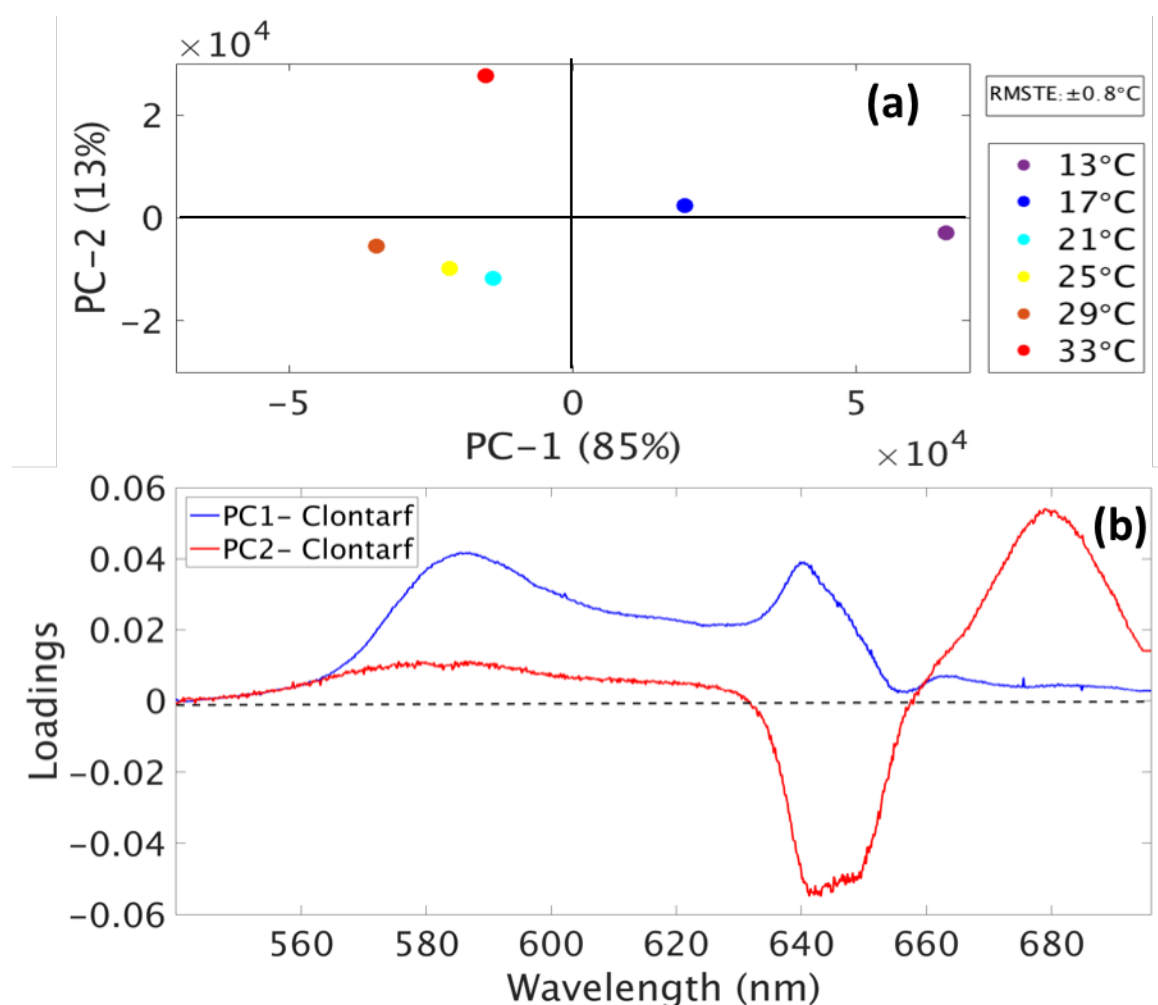 ×10⁴
(a)
RMSTE:±0.8°C
PC-2 (13%)
2
0
−2
13°C
17°C
21°C
25°C
29°C
33°C
−5
0
5
PC-1 (85%)
×10⁴
(b)
PC1- Clontarf
PC2- Clontarf
Loadings
0.06
0.04
0.02
0
-0.02
-0.04
-0.06
560
580
600
620
640
660
680
Wavelength (nm)